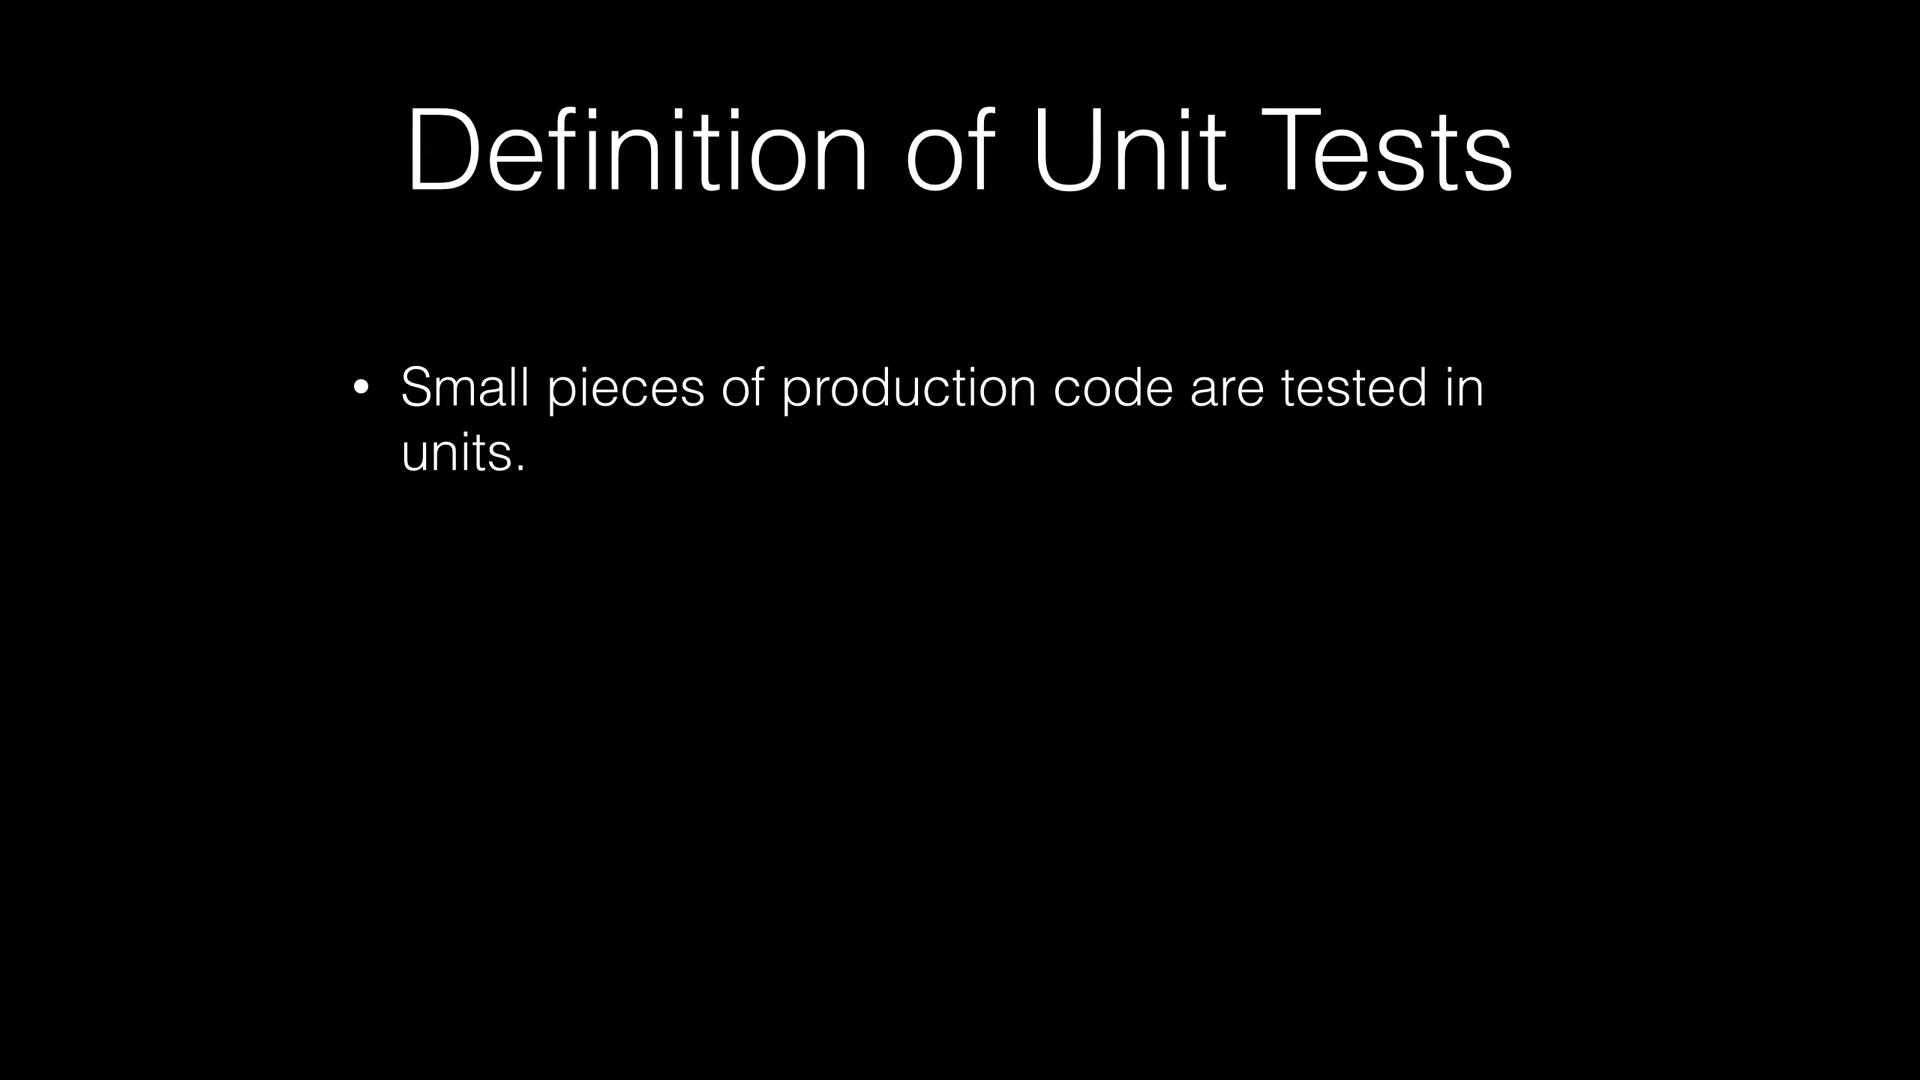 Definition of Unit Tests
• Small pieces of production code are tested in
units.